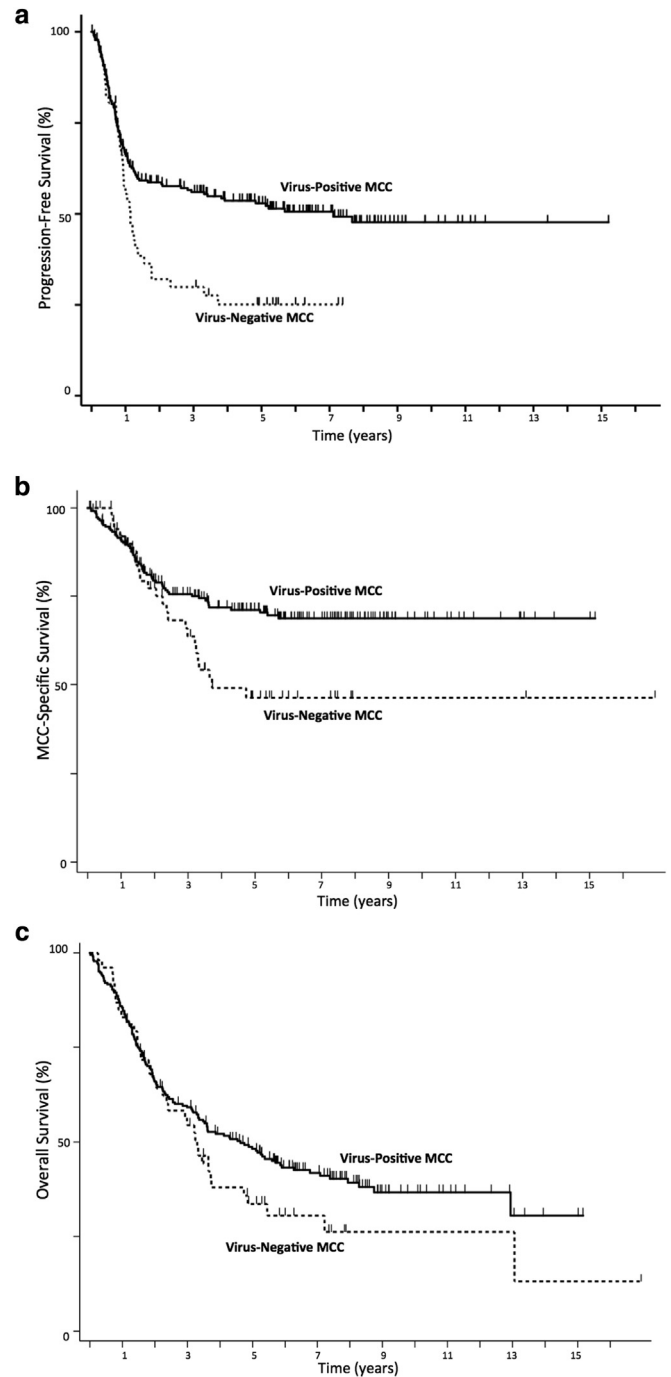 a
Progression-Free Survival (%)
100
50
0
Virus-Positive MCC
Virus-Negative MCC
1 3 5 7 9 11 13 15
Time (years)
b
MCC-Specific Survival (%)
100
50
0
Virus-Positive MCC
Virus-Negative MCC
1 3 5 7 9 11 13 15
Time (years)
c
Overall Survival (%)
100
50
0
Virus-Positive MCC
Virus-Negative MCC
1 3 5 7 9 11 13 15
Time (years)